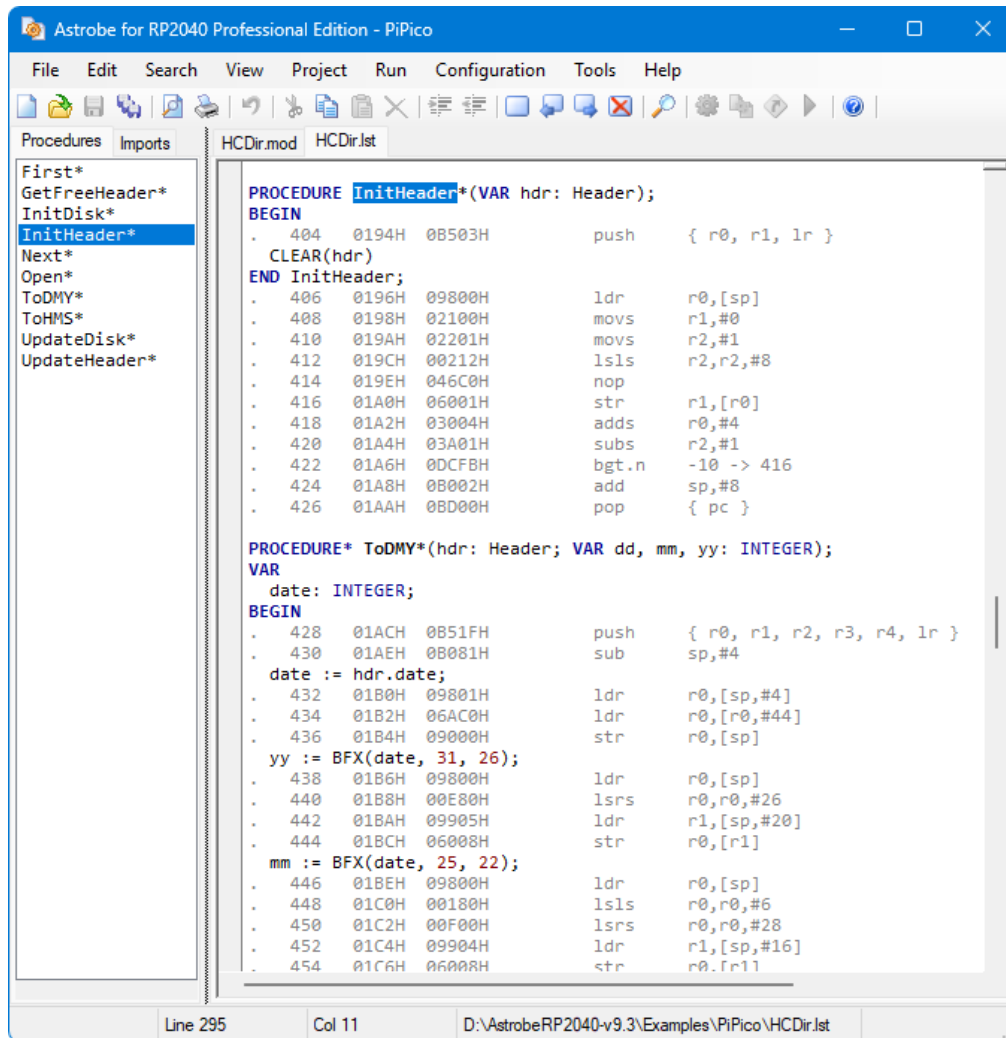 Astrobe for RP2040 Professional Edition - PiPico
File Edit Search View Project Run Configuration Tools Help
Procedures Imports HCDir.mod HCDir.lst
First*
GetFreeHeader*
InitDisk*
InitHeader*
Next*
Open*
ToDMY*
ToHMS*
UpdateDisk*
UpdateHeader*
PROCEDURE InitHeader*(VAR hdr: Header);
BEGIN
. 404 0194H 0B503H push { r0, r1, lr }
CLEAR(hdr)
END InitHeader;
. 406 0196H 09800H ldr r0,[sp]
. 408 0198H 02100H movs r1,#0
. 410 019AH 02201H movs r2,#1
. 412 019CH 00212H lsls r2,r2,#8
. 414 019EH 046C0H nop
. 416 01A0H 06001H str r1,[r0]
. 418 01A2H 03004H adds r0,#4
. 420 01A4H 03A01H subs r2,#1
. 422 01A6H 0DCFBH bgt.n -10 -> 416
. 424 01A8H 0B002H add sp,#8
. 426 01AAH 0BD00H pop { pc }
PROCEDURE* ToDMY*(hdr: Header; VAR dd, mm, yy: INTEGER);
VAR
date: INTEGER;
BEGIN
. 428 01ACH 0B51FH push { r0, r1, r2, r3, r4, lr }
. 430 01AEH 0B081H sub sp,#4
date := hdr.date;
. 432 01B0H 09801H ldr r0,[sp,#4]
. 434 01B2H 06AC0H ldr r0,[r0,#44]
. 436 01B4H 09000H str r0,[sp]
yy := BFX(date, 31, 26);
. 438 01B6H 09800H ldr r0,[sp]
. 440 01B8H 00E80H lsrs r0,r0,#26
. 442 01BAH 09905H ldr r1,[sp,#20]
. 444 01BCH 06008H str r0,[r1]
mm := BFX(date, 25, 22);
. 446 01BEH 09800H ldr r0,[sp]
. 448 01C0H 00180H lsls r0,r0,#6
. 450 01C2H 00F00H lsrs r0,r0,#28
. 452 01C4H 09904H ldr r1,[sp,#16]
. 454 01C6H 06008H str r0,[r1]
Line 295 Col 11 D:\AstrobeRP2040-v9.3\Examples\PiPico\HCDir.lst